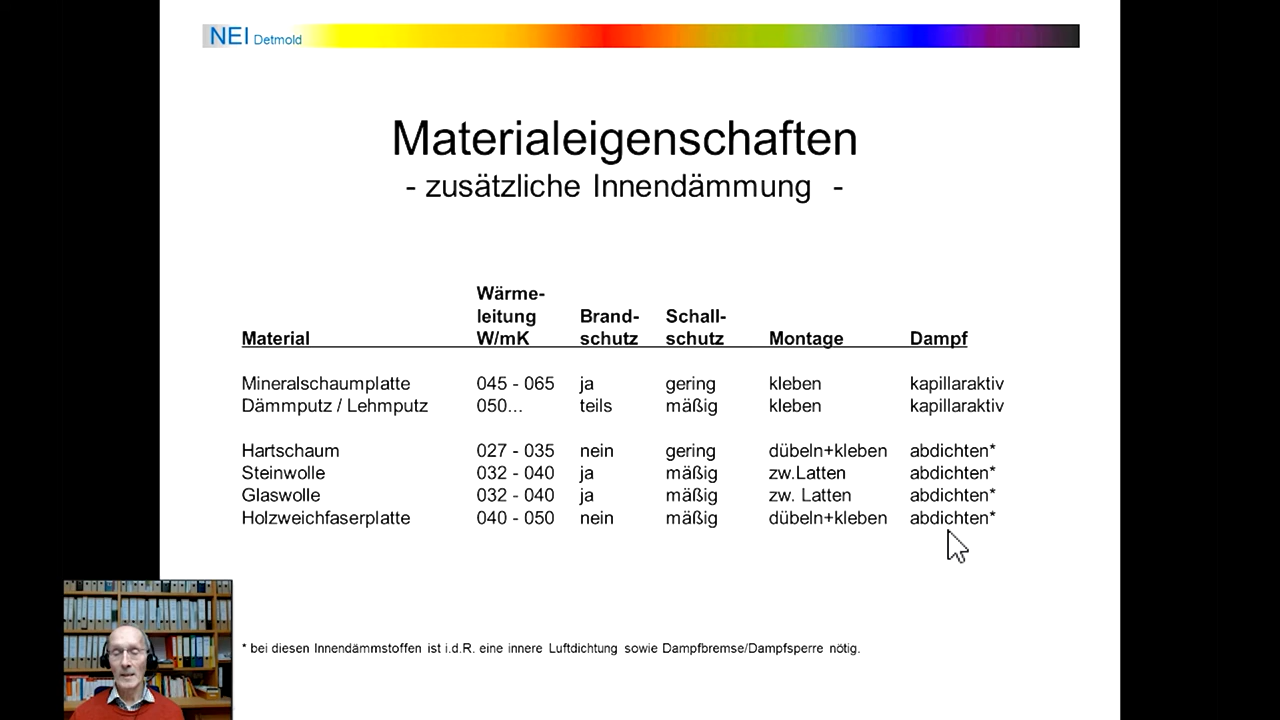 NEI Detmold
Materialeigenschaften
- zusätzliche Innendämmung -
Wärme-
leitung Brand- Schall-
Material W/mK schutz schutz Montage Dampf
Mineralschaumplatte 045 - 065 ja gering kleben kapillaraktiv
Dämmputz / Lehmputz 050... teils mäßig kleben kapillaraktiv
Hartschaum 027 - 035 nein gering dübeln+kleben abdichten*
Steinwolle 032 - 040 ja mäßig zw.Latten abdichten*
Glaswolle 032 - 040 ja mäßig zw. Latten abdichten*
Holzweichfaserplatte 040 - 050 nein mäßig dübeln+kleben abdichten*
* bei diesen Innendämmstoffen ist i.d.R. eine innere Luftdichtung sowie Dampfbremse/Dampfsperre nötig.